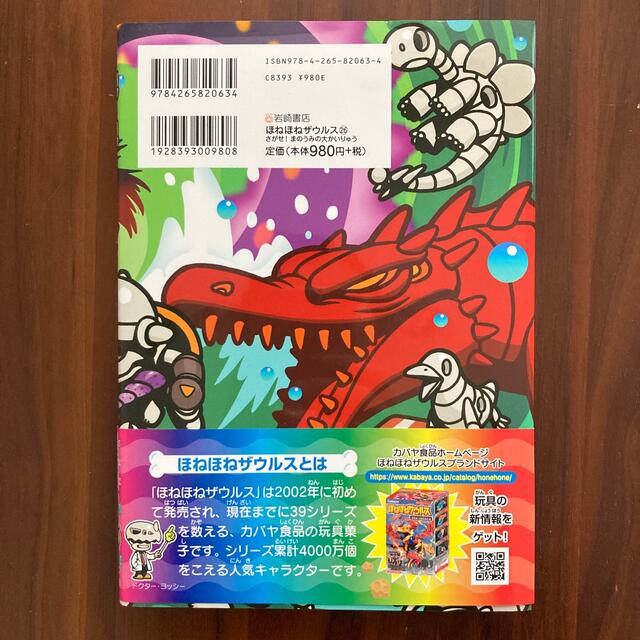 ISBN978-4-265-82063-4
C8393 ¥980E
9784265820634
1928393009808
岩崎書店
ほねほねザウルス㉖
さがせ！まのうみの大かいりゅう
定価(本体980円+税)
ほねほねザウルスとは
「ほねほねザウルス」は2002年に初め
て発売され、現在までに39シリーズ
を数える、カバヤ食品の玩具菓
子です。シリーズ累計4000万個
をこえる人気キャラクターです。
ドクター・ヨッシー
カバヤ食品ホームページ
ほねほねザウルスブランドサイト
https://www.kabaya.co.jp/catalog/honehone/
玩具の
新情報を
ゲット!
ほねほねザウルス